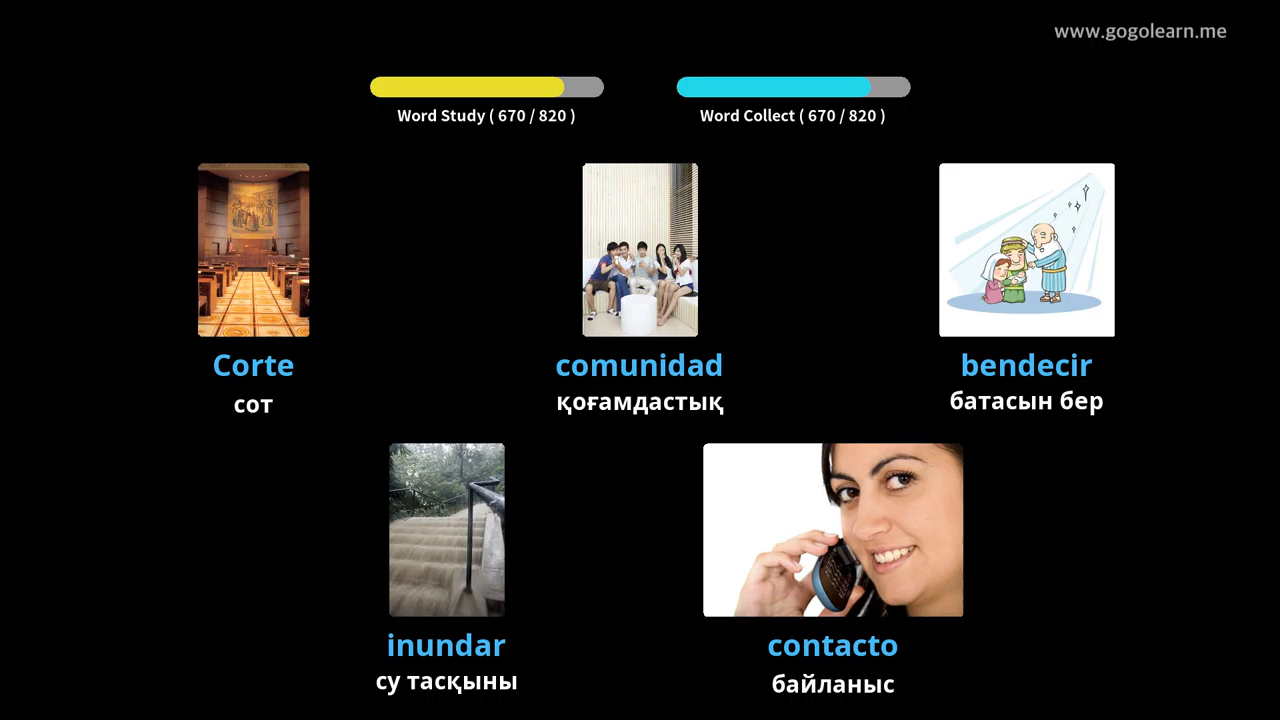 www.gogolearn.me
Word Study ( 670 / 820 )
Word Collect ( 670 / 820 )
Corte
сот
comunidad
қоғамдастық
bendecir
батасын бер
inundar
су тасқыны
contacto
байланыс